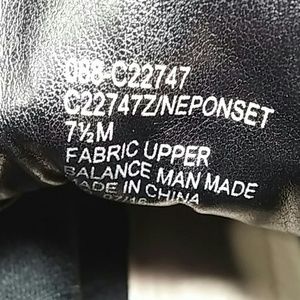 088-C22747
C22747Z/NEPONSET
7½M
FABRIC UPPER
BALANCE MAN MADE
MADE IN CHINA